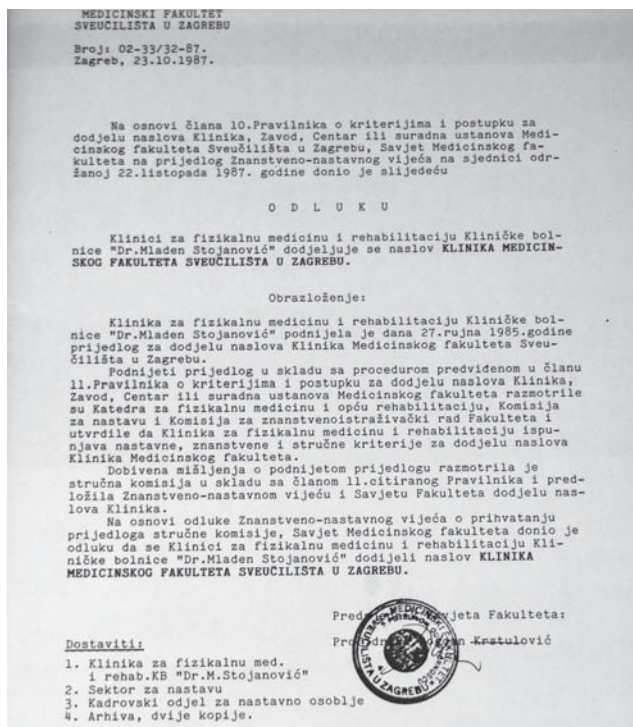 MEDICINSKI FAKULTET
SVEUČILIŠTA U ZAGREBU
Broj: 02-33/32-87.
Zagreb, 23.10.1987.
Na osnovi člana 10.Pravilnika o kriterijima i postupku za
dodjelu naslova Klinika, Zavod, Centar ili suradna ustanova Medi-
cinskog fakulteta Sveučilišta u Zagrebu, Savjet Medicinskog fa-
kulteta na prijedlog Znanstveno-nastavnog vijeća na sjednici odr-
žanoj 22.listopada 1987. godine donio je slijedeću
O D L U K U
Klinici za fizikalnu medicinu i rehabilitaciju Kliničke bol-
nice "Dr.Mladen Stojanović" dodjeljuje se naslov KLINIKA MEDICIN-
SKOG FAKULTETA SVEUČILIŠTA U ZAGREBU.
Obrazloženje:
Klinika za fizikalnu medicinu i rehabilitaciju Kliničke bol-
nice "Dr.Mladen Stojanović" podnijela je dana 27.rujna 1985.godine
prijedlog za dodjelu naslova Klinika Medicinskog fakulteta Sveu-
čilišta u Zagrebu.
Podnijeti prijedlog u skladu sa procedurom predviđenom u članu
11.Pravilnika o kriterijima i postupku za dodjelu naslova Klinika,
Zavod, Centar ili suradna ustanova Medicinskog fakulteta razmotrile
su Katedra za fizikalnu medicinu i opću rehabilitaciju, Komisija
za nastavu i Komisija za znanstvenoistraživački rad Fakulteta i
utvrdile da Klinika za fizikalnu medicinu i rehabilitaciju ispu-
njava nastavne, znanstvene i stručne kriterije za dodjelu naslova
Klinika Medicinskog fakulteta.
Dobivena mišljenja o podnijetom prijedlogu razmotrila je
stručna komisija u skladu sa članom 11.citiranog Pravilnika i pred-
ložila Znanstveno-nastavnom vijeću i Savjetu Fakulteta dodjelu nas-
lova Klinika.
Na osnovi odluke Znanstveno-nastavnog vijeća o prihvatanju
prijedloga stručne komisije, Savjet Medicinskog fakulteta donio je
odluku da se Klinici za fizikalnu medicinu i rehabilitaciju Kli-
ničke bolnice "Dr.Mladen Stojanović" dodijeli naslov KLINIKA
MEDICINSKOG FAKULTETA SVEUČILIŠTA U ZAGREBU.
Fakulteta:
Krstulović
Dostaviti:
1. Klinika za fizikalnu med.
i rehab.KB "Dr.M.Stojanović"
2. Sektor za nastavu
3. Kadrovski odjel za nastavno osoblje
4. Arhiva, dvije kopije.